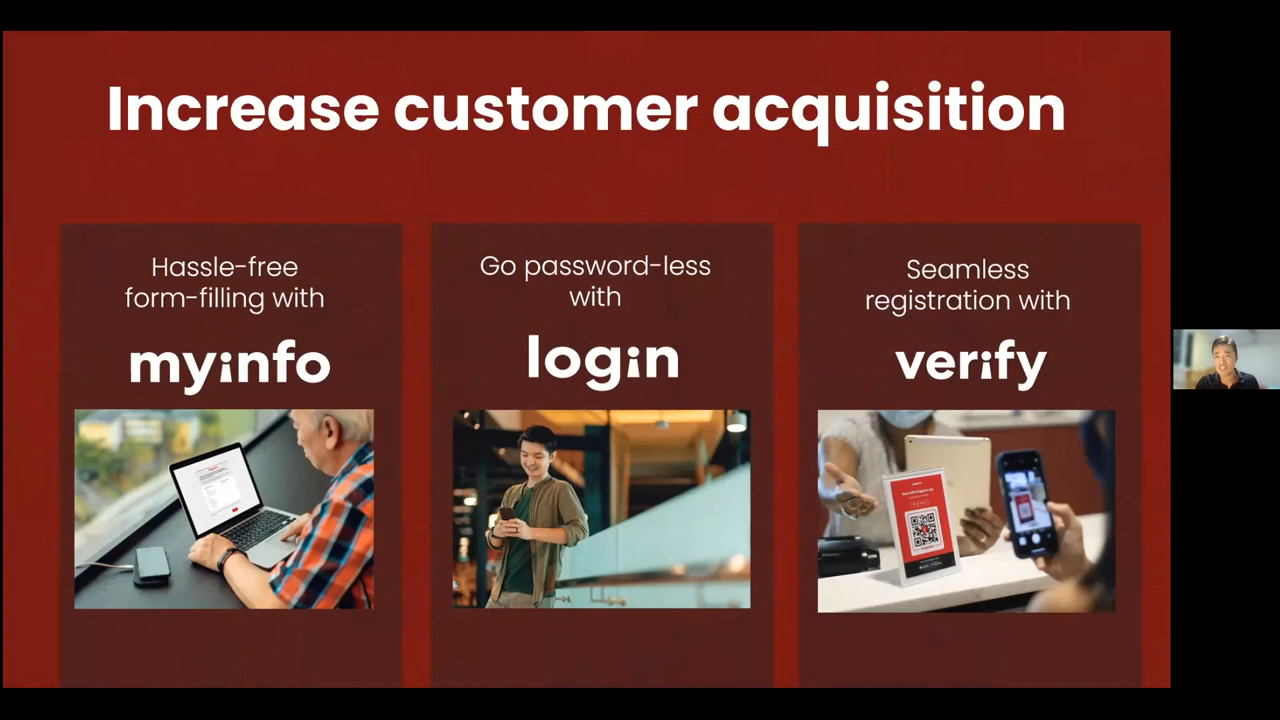 Increase customer acquisition
Hassle-free
form-filling with
myinfo
Go password-less
with
login
Seamless
registration with
verify